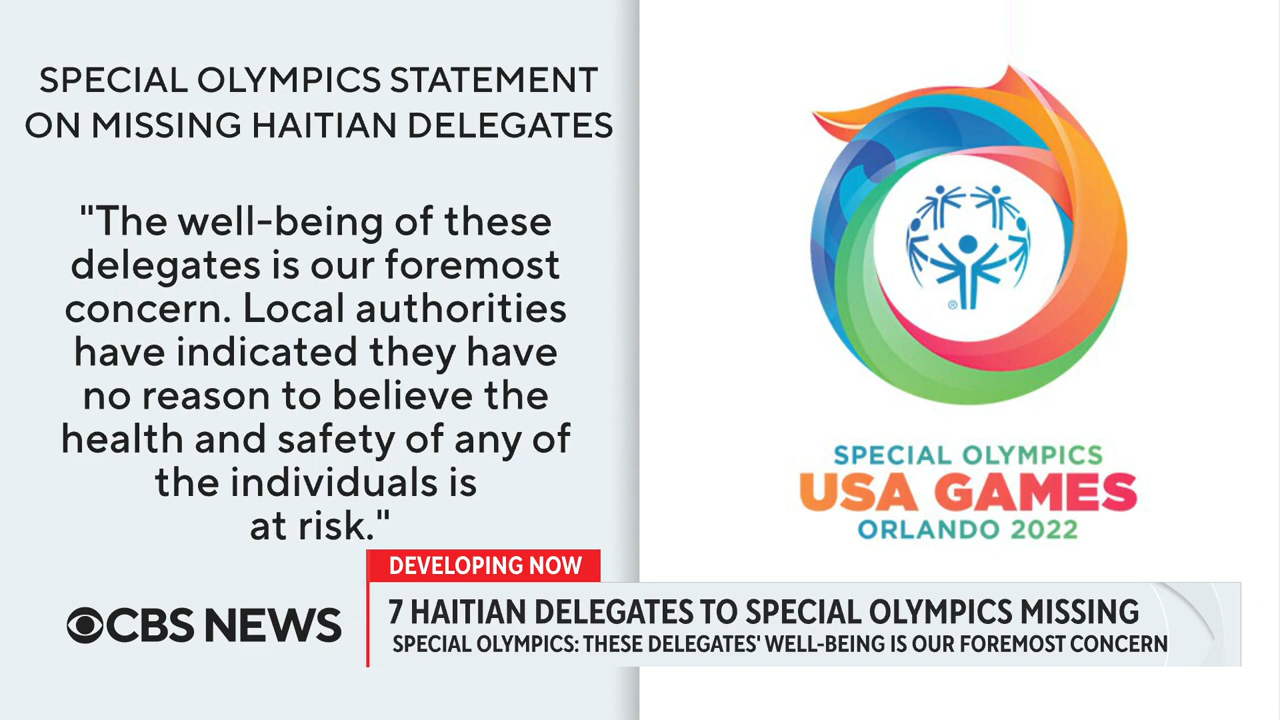 SPECIAL OLYMPICS STATEMENT
ON MISSING HAITIAN DELEGATES
"The well-being of these
delegates is our foremost
concern. Local authorities
have indicated they have
no reason to believe the
health and safety of any of
the individuals is
at risk."
®
SPECIAL OLYMPICS
USA GAMES
ORLANDO 2022
DEVELOPING NOW
CBS NEWS
7 HAITIAN DELEGATES TO SPECIAL OLYMPICS MISSING
SPECIAL OLYMPICS: THESE DELEGATES' WELL-BEING IS OUR FOREMOST CONCERN